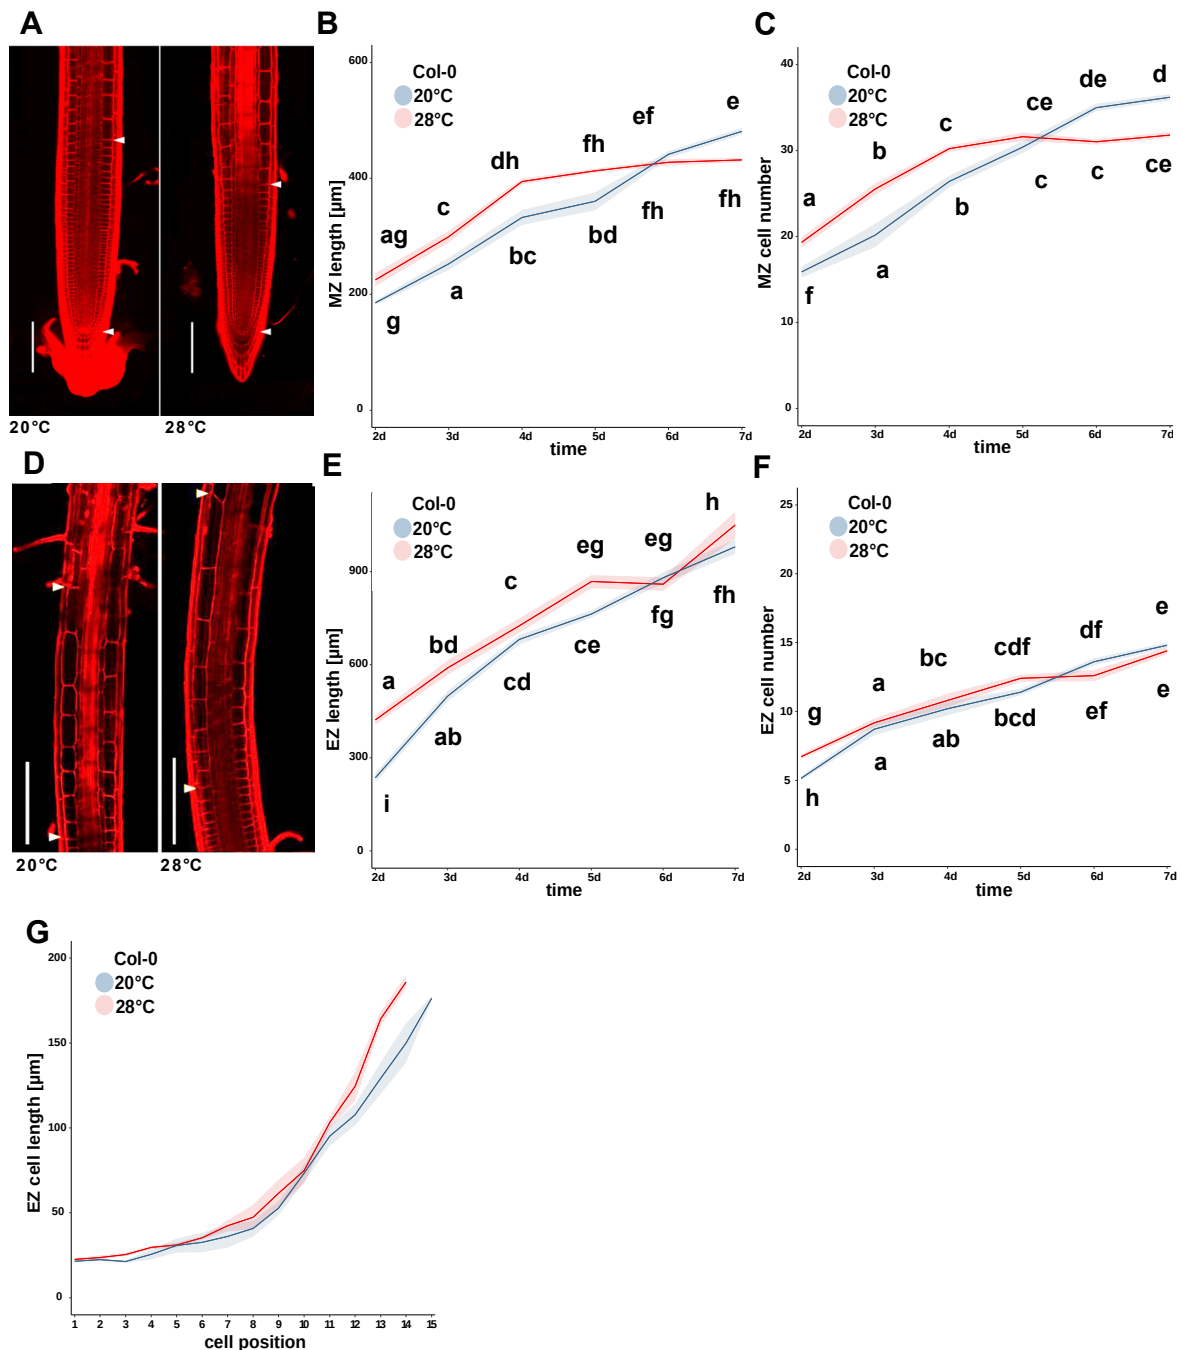 A
20°C
28°C
B
MZ length [µm]
600
400
200
0
Col-0
20°C
28°C
ag
c
dh
fh
ef
e
g
a
bc
bd
fh
fh
2d 3d 4d 5d 6d 7d
time
C
MZ cell number
40
30
20
10
0
Col-0
20°C
28°C
a
b
c
ce
de
d
f
a
b
c
c
ce
2d 3d 4d 5d 6d 7d
time
D
20°C
28°C
E
EZ length [µm]
900
600
300
0
Col-0
20°C
28°C
a
bd
c
eg
eg
h
i
ab
cd
ce
fg
fh
2d 3d 4d 5d 6d 7d
time
F
EZ cell number
25
20
15
10
5
0
Col-0
20°C
28°C
g
a
bc
cdf
df
e
h
a
ab
bcd
ef
e
2d 3d 4d 5d 6d 7d
time
G
EZ cell length [µm]
200
150
100
50
0
Col-0
20°C
28°C
1 2 3 4 5 6 7 8 9 10 11 12 13 14 15
cell position